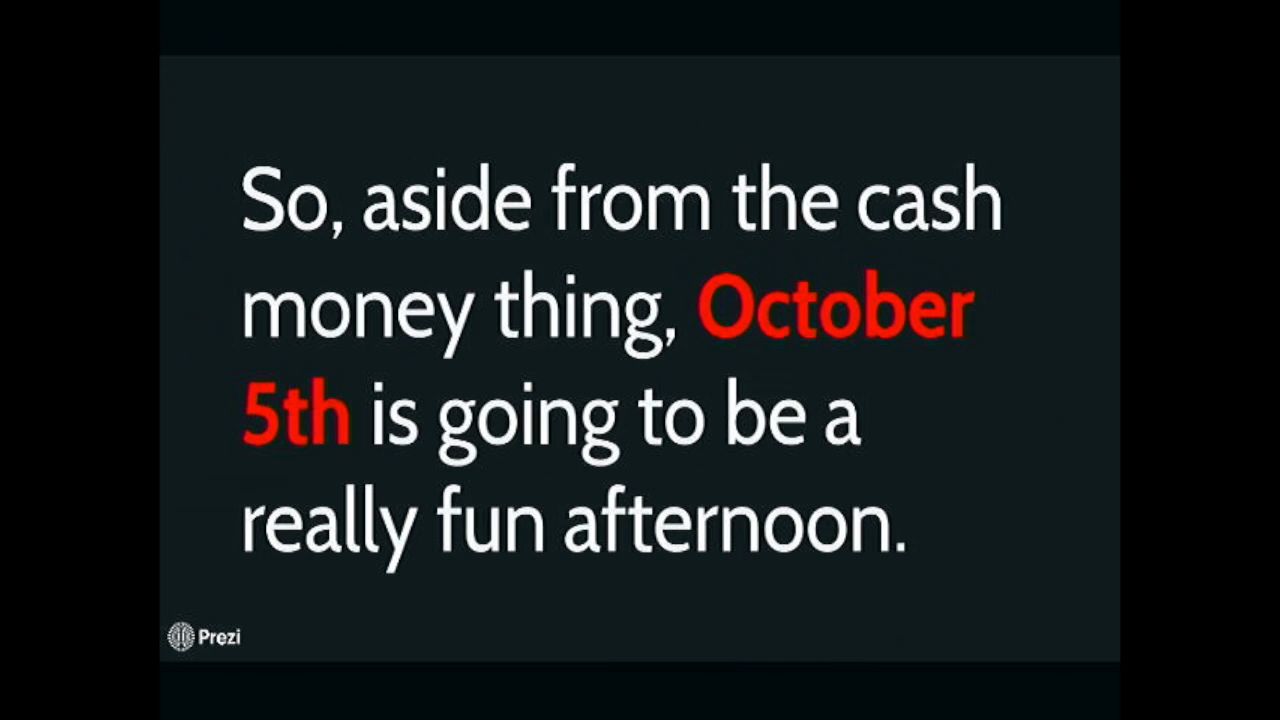 So, aside from the cash
money thing, October
5th is going to be a
really fun afternoon.
Prezi